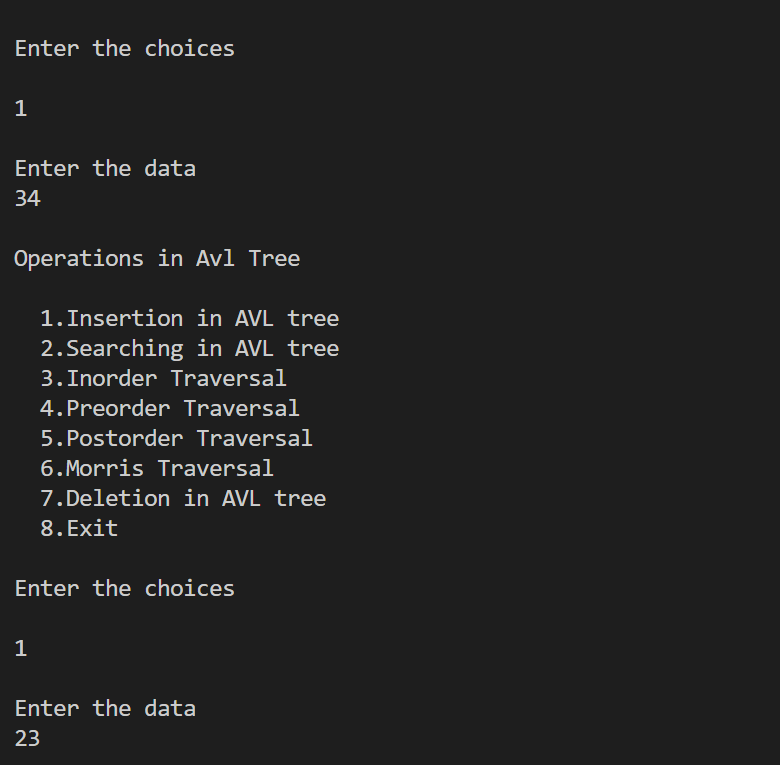 Enter the choices
1
Enter the data
34
Operations in Avl Tree
1.Insertion in AVL tree
2.Searching in AVL tree
3.Inorder Traversal
4.Preorder Traversal
5.Postorder Traversal
6.Morris Traversal
7.Deletion in AVL tree
8.Exit
Enter the choices
1
Enter the data
23